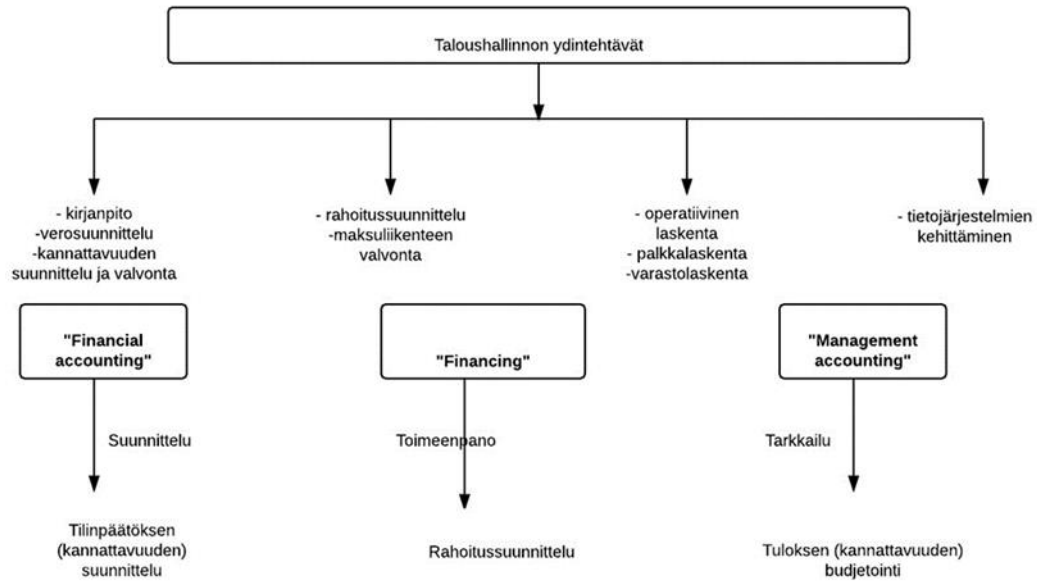 Taloushallinnon ydintehtävät
- kirjanpito
-verosuunnittelu
-kannattavuuden
suunnittelu ja valvonta
- rahoitussuunnittelu
-maksuliikenteen
valvonta
- operatiivinen
laskenta
- palkkalaskenta
-varastolaskenta
- tietojärjestelmien
kehittäminen
"Financial
accounting"
"Financing"
"Management
accounting"
Suunnittelu
Toimeenpano
Tarkkailu
Tilinpäätöksen
(kannattavuuden)
suunnittelu
Rahoitussuunnittelu
Tuloksen (kannattavuuden)
budjetointi